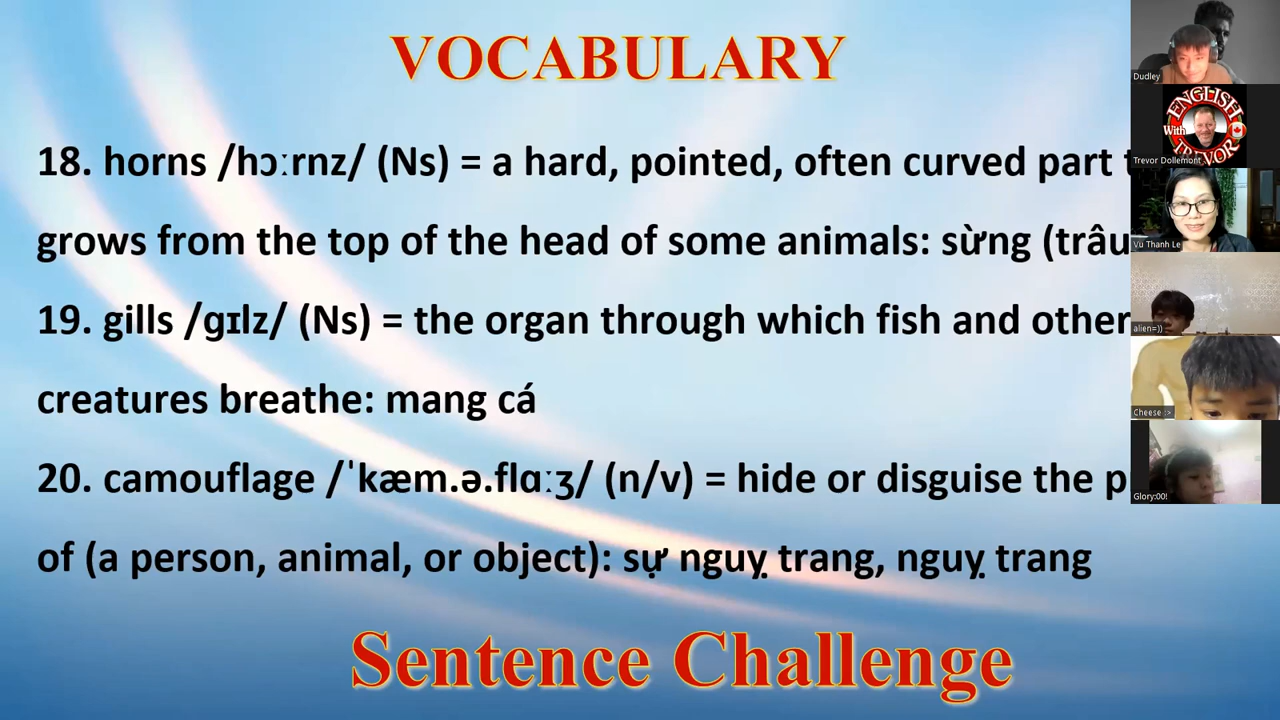 VOCABULARY
18. horns /hɔːrnz/ (Ns) = a hard, pointed, often curved part
grows from the top of the head of some animals: sừng (trâu
19. gills /ɡɪlz/ (Ns) = the organ through which fish and other
creatures breathe: mang cá
20. camouflage /ˈkæm.ə.flɑːʒ/ (n/v) = hide or disguise the
of (a person, animal, or object): sự nguỵ trang, nguỵ trang
Sentence Challenge
Dudley
ENGLISH
With
TREVOR
Trevor Dollemont
Vu Thanh Le
alien=))
Cheese :>
Glory:00!